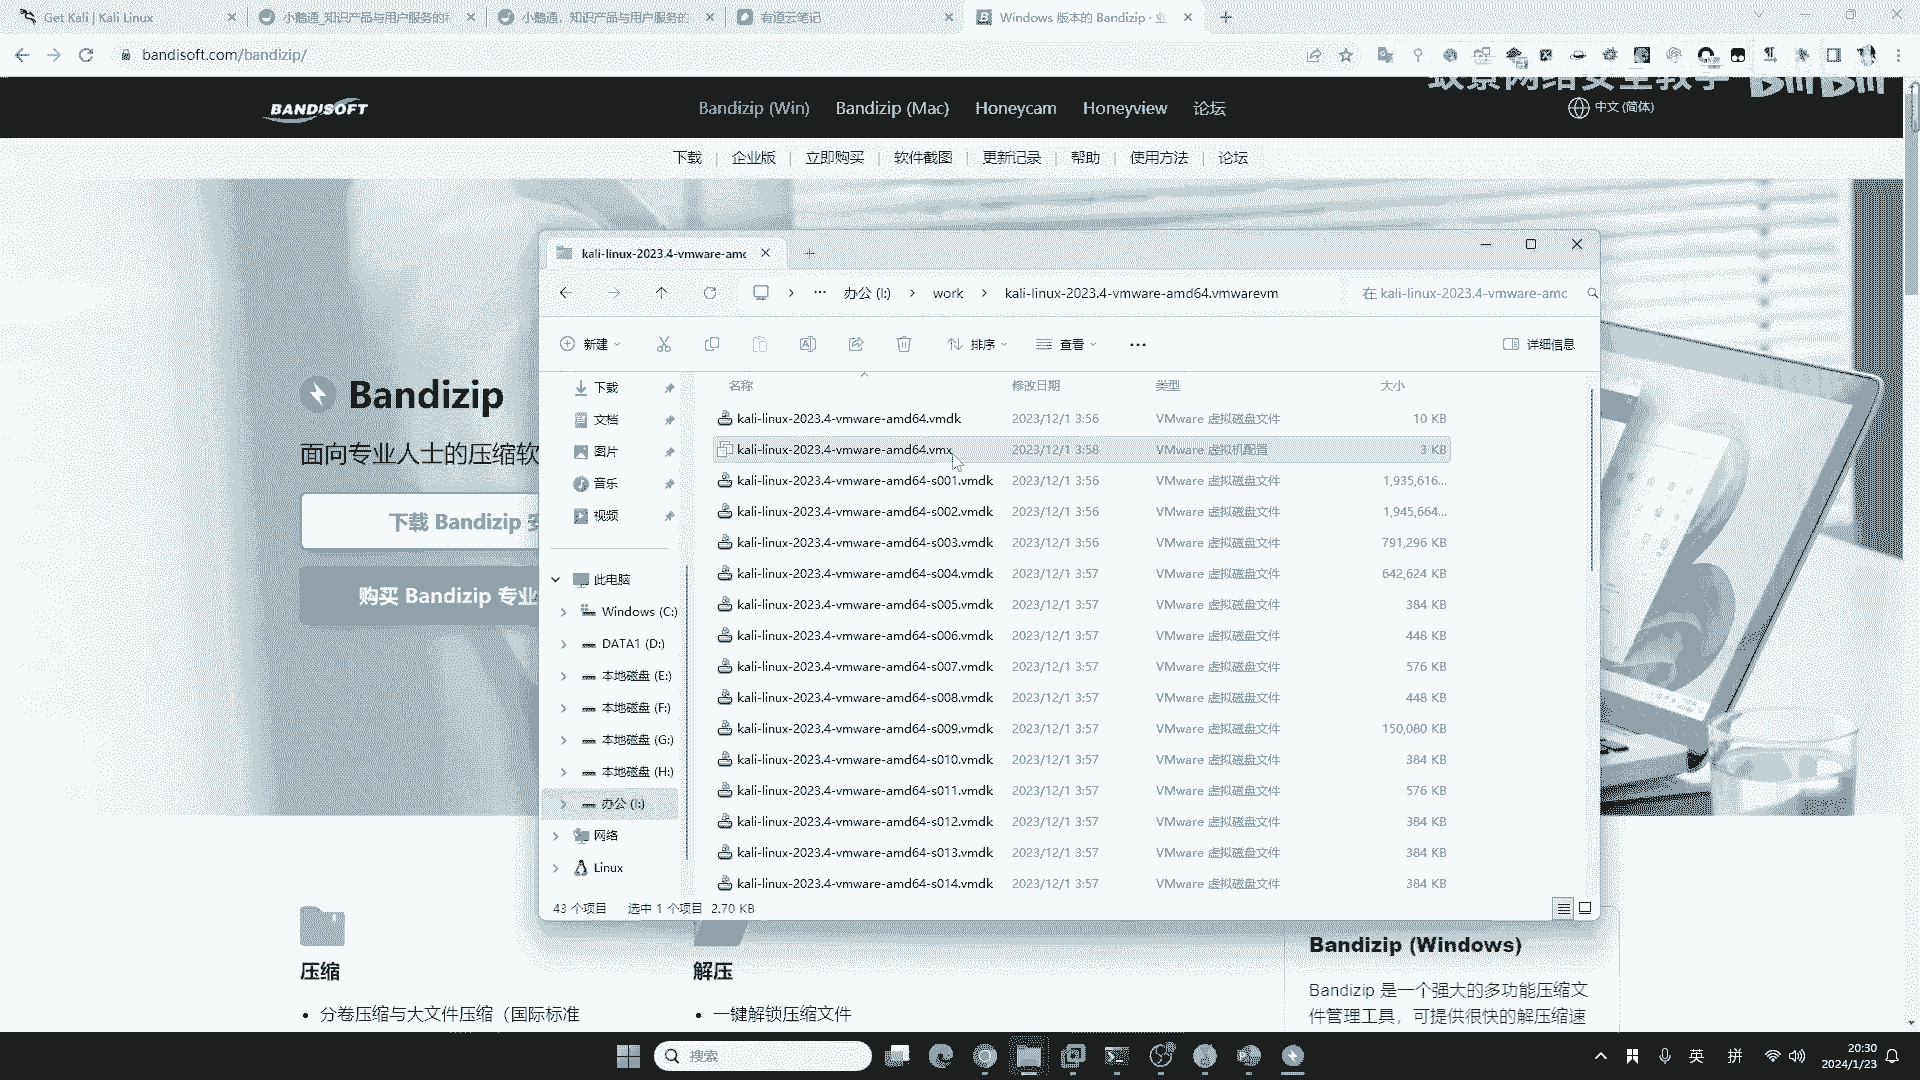 Get Kali | Kali Linux
小鹅通_知识产品与用户服务的
小鹅通，知识产品与用户服务的
有道云笔记
Windows 版本的 Bandizip · 业
bandisoft.com/bandizip/
BANDISOFT
Bandizip (Win)
Bandizip (Mac)
Honeycam
Honeyview
论坛
中文 (简体)
下载 | 企业版 | 立即购买 | 软件截图 | 更新记录 | 帮助 | 使用方法 | 论坛
Bandizip
面向专业人士的压缩软
下载 Bandizip 安
购买 Bandizip 专业
kali-linux-2023.4-vmware-amd
办公 (I:) › work › kali-linux-2023.4-vmware-amd64.vmwarevm
在 kali-linux-2023.4-vmware-amc
新建
排序
查看
详细信息
下载
文档
图片
音乐
视频
此电脑
Windows (C:)
DATA1 (D:)
本地磁盘 (E:)
本地磁盘 (F:)
本地磁盘 (G:)
本地磁盘 (H:)
办公 (I:)
网络
Linux
名称 修改日期 类型 大小
kali-linux-2023.4-vmware-amd64.vmdk 2023/12/1 3:56 VMware 虚拟磁盘文件 10 KB
kali-linux-2023.4-vmware-amd64.vmx 2023/12/1 3:58 VMware 虚拟机配置 3 KB
kali-linux-2023.4-vmware-amd64-s001.vmdk 2023/12/1 3:56 VMware 虚拟磁盘文件 1,935,616...
kali-linux-2023.4-vmware-amd64-s002.vmdk 2023/12/1 3:56 VMware 虚拟磁盘文件 1,945,664...
kali-linux-2023.4-vmware-amd64-s003.vmdk 2023/12/1 3:56 VMware 虚拟磁盘文件 791,296 KB
kali-linux-2023.4-vmware-amd64-s004.vmdk 2023/12/1 3:57 VMware 虚拟磁盘文件 642,624 KB
kali-linux-2023.4-vmware-amd64-s005.vmdk 2023/12/1 3:57 VMware 虚拟磁盘文件 384 KB
kali-linux-2023.4-vmware-amd64-s006.vmdk 2023/12/1 3:57 VMware 虚拟磁盘文件 448 KB
kali-linux-2023.4-vmware-amd64-s007.vmdk 2023/12/1 3:57 VMware 虚拟磁盘文件 576 KB
kali-linux-2023.4-vmware-amd64-s008.vmdk 2023/12/1 3:57 VMware 虚拟磁盘文件 448 KB
kali-linux-2023.4-vmware-amd64-s009.vmdk 2023/12/1 3:57 VMware 虚拟磁盘文件 150,080 KB
kali-linux-2023.4-vmware-amd64-s010.vmdk 2023/12/1 3:57 VMware 虚拟磁盘文件 384 KB
kali-linux-2023.4-vmware-amd64-s011.vmdk 2023/12/1 3:57 VMware 虚拟磁盘文件 576 KB
kali-linux-2023.4-vmware-amd64-s012.vmdk 2023/12/1 3:57 VMware 虚拟磁盘文件 384 KB
kali-linux-2023.4-vmware-amd64-s013.vmdk 2023/12/1 3:57 VMware 虚拟磁盘文件 384 KB
kali-linux-2023.4-vmware-amd64-s014.vmdk 2023/12/1 3:57 VMware 虚拟磁盘文件 384 KB
43 个项目 选中 1 个项目 2.70 KB
压缩
分卷压缩与大文件压缩（国际标准
解压
一键解锁压缩文件
Bandizip (Windows)
Bandizip 是一个强大的多功能压缩文
件管理工具，可提供很快的解压缩速
搜索
英
拼
20:30
2024/1/23